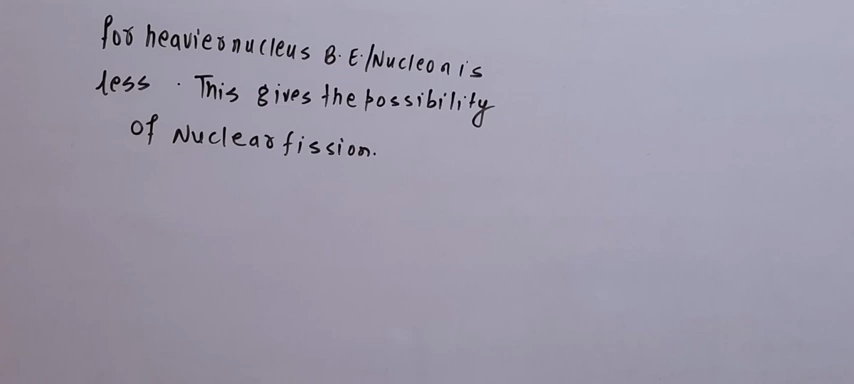 for heavier nucleus B.E./Nucleon is
less. This gives the possibility
of Nuclear fission.